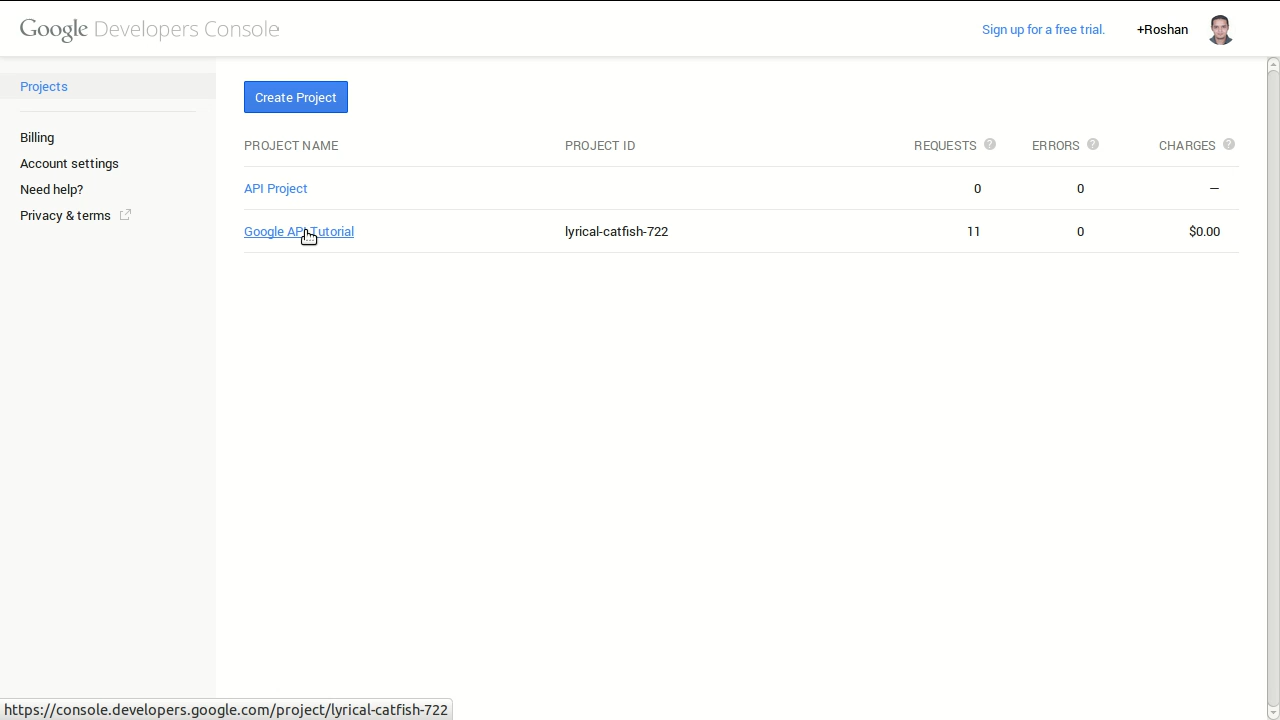 Google Developers Console
Sign up for a free trial.
+Roshan
Projects
Billing
Account settings
Need help?
Privacy & terms
Create Project
PROJECT NAME PROJECT ID REQUESTS ? ERRORS ? CHARGES ?
API Project 0 0 —
Google API Tutorial lyrical-catfish-722 11 0 $0.00
https://console.developers.google.com/project/lyrical-catfish-722